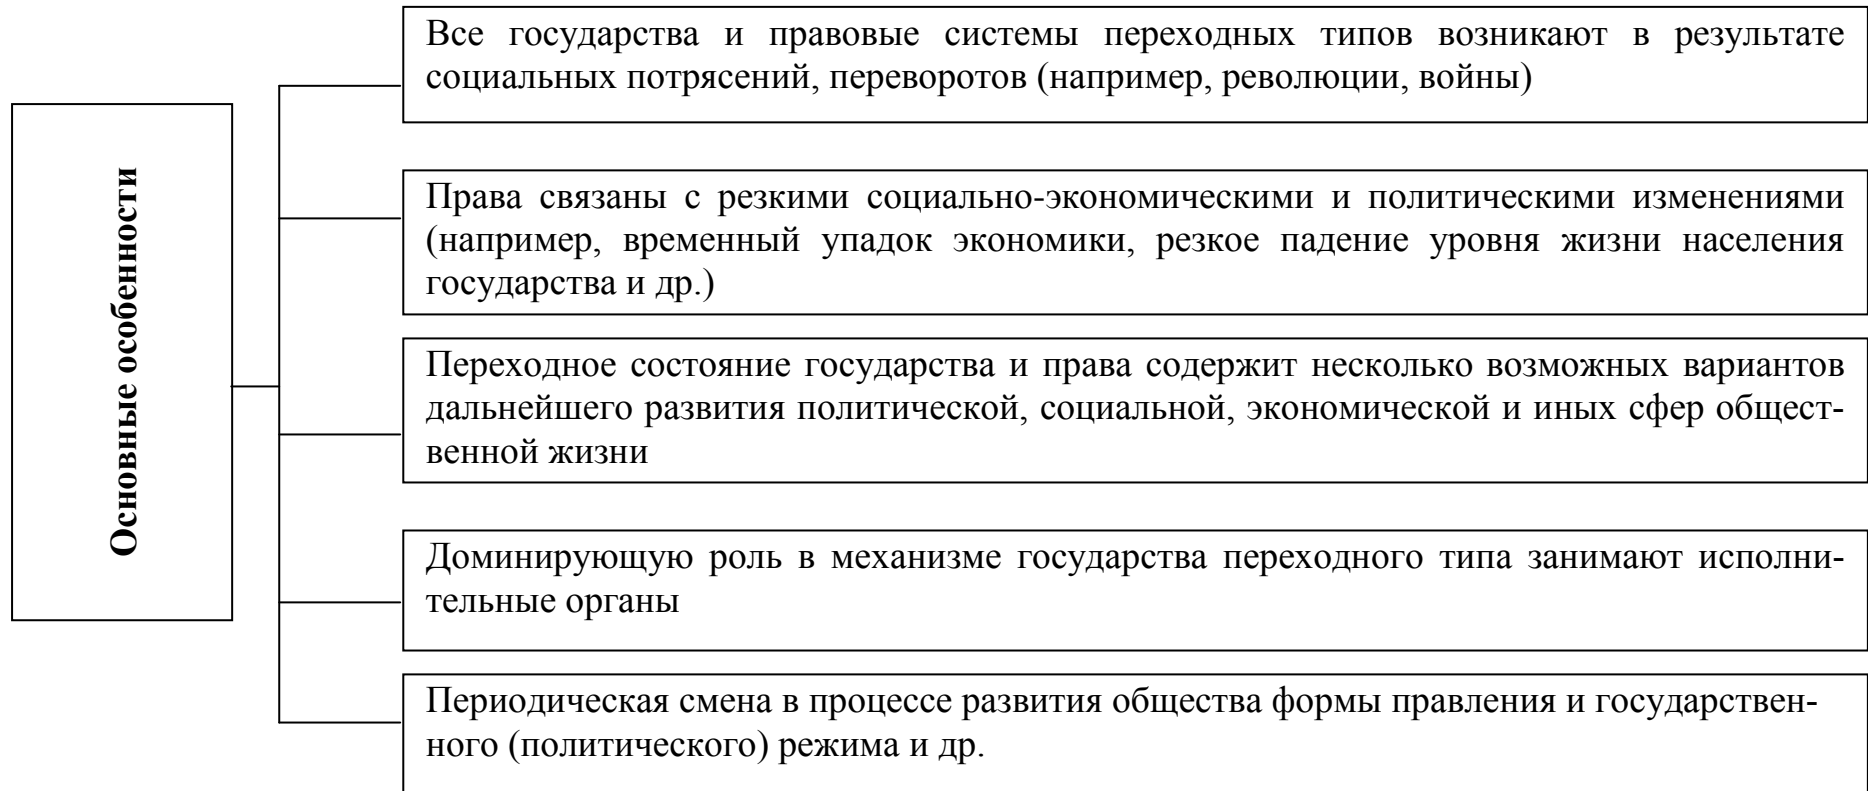 Основные особенности
Все государства и правовые системы переходных типов возникают в результате
социальных потрясений, переворотов (например, революции, войны)
Права связаны с резкими социально-экономическими и политическими изменениями
(например, временный упадок экономики, резкое падение уровня жизни населения
государства и др.)
Переходное состояние государства и права содержит несколько возможных вариантов
дальнейшего развития политической, социальной, экономической и иных сфер общест-
венной жизни
Доминирующую роль в механизме государства переходного типа занимают исполни-
тельные органы
Периодическая смена в процессе развития общества формы правления и государствен-
ного (политического) режима и др.